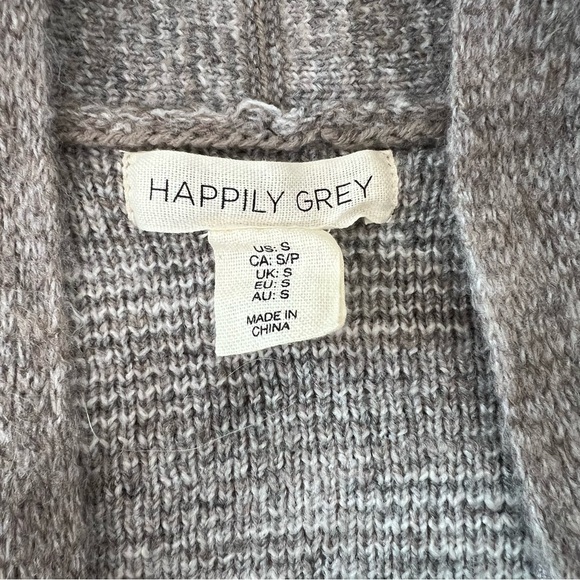 HAPPILY GREY
US: S
CA: S/P
UK: S
EU: S
AU: S
MADE IN
CHINA